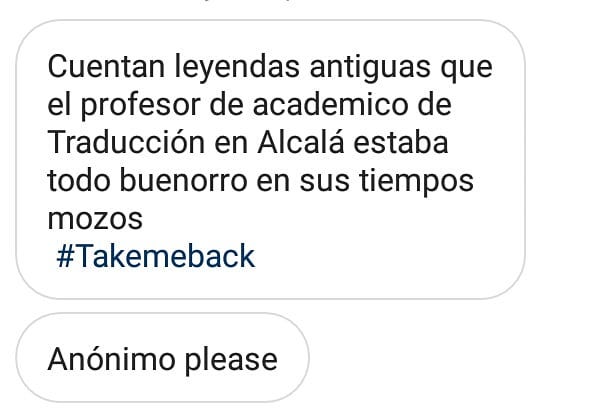 Cuentan leyendas antiguas que
el profesor de academico de
Traducción en Alcalá estaba
todo buenorro en sus tiempos
mozos
#Takemeback
Anónimo please